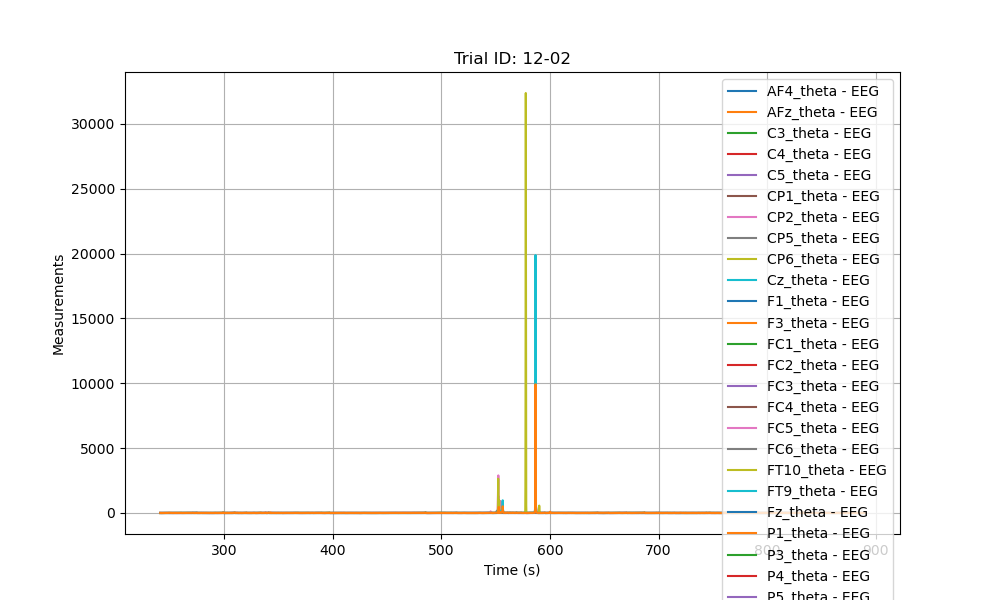 Trial ID: 12-02
30000
25000
20000
15000
10000
5000
0
Measurements
300
400
500
600
700
800
900
Time (s)
AF4_theta - EEG
AFz_theta - EEG
C3_theta - EEG
C4_theta - EEG
C5_theta - EEG
CP1_theta - EEG
CP2_theta - EEG
CP5_theta - EEG
CP6_theta - EEG
Cz_theta - EEG
F1_theta - EEG
F3_theta - EEG
FC1_theta - EEG
FC2_theta - EEG
FC3_theta - EEG
FC4_theta - EEG
FC5_theta - EEG
FC6_theta - EEG
FT10_theta - EEG
FT9_theta - EEG
Fz_theta - EEG
P1_theta - EEG
P3_theta - EEG
P4_theta - EEG
P5_theta - EEG